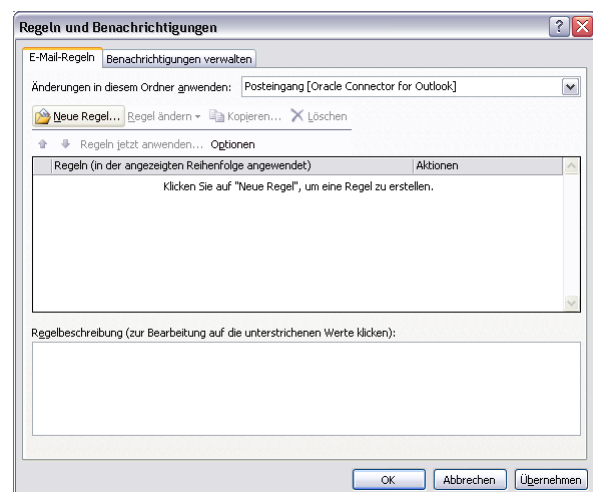 Regeln und Benachrichtigungen
E-Mail-Regeln Benachrichtigungen verwalten
Änderungen in diesem Ordner anwenden: Posteingang [Oracle Connector for Outlook]
Neue Regel... Regel ändern Kopieren... Löschen
Regeln jetzt anwenden... Optionen
Regeln (in der angezeigten Reihenfolge angewendet) Aktionen
Klicken Sie auf "Neue Regel", um eine Regel zu erstellen.
Regelbeschreibung (zur Bearbeitung auf die unterstrichenen Werte klicken):
OK Abbrechen Übernehmen